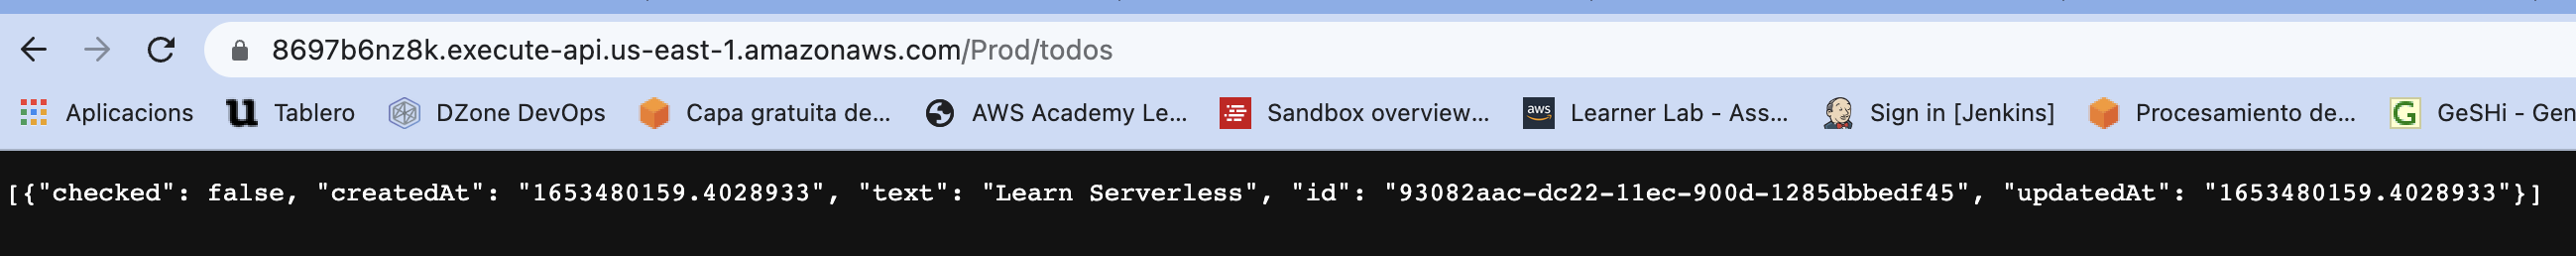 8697b6nz8k.execute-api.us-east-1.amazonaws.com/Prod/todos
Aplicacions Tablero DZone DevOps Capa gratuita de... AWS Academy Le... Sandbox overview... aws Learner Lab - Ass... Sign in [Jenkins] Procesamiento de... G GeSHi - Gen
[{"checked": false, "createdAt": "1653480159.4028933", "text": "Learn Serverless", "id": "93082aac-dc22-11ec-900d-1285dbbedf45", "updatedAt": "1653480159.4028933"}]